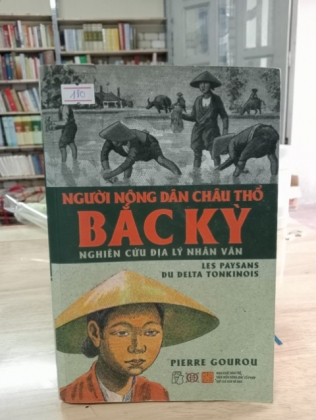 180
NGƯỜI NÔNG DÂN CHÂU THỔ
BẮC KỲ
NGHIÊN CỨU ĐỊA LÝ NHÂN VĂN
LES PAYSANS
DU DELTA TONKINOIS
PIERRE GOUROU